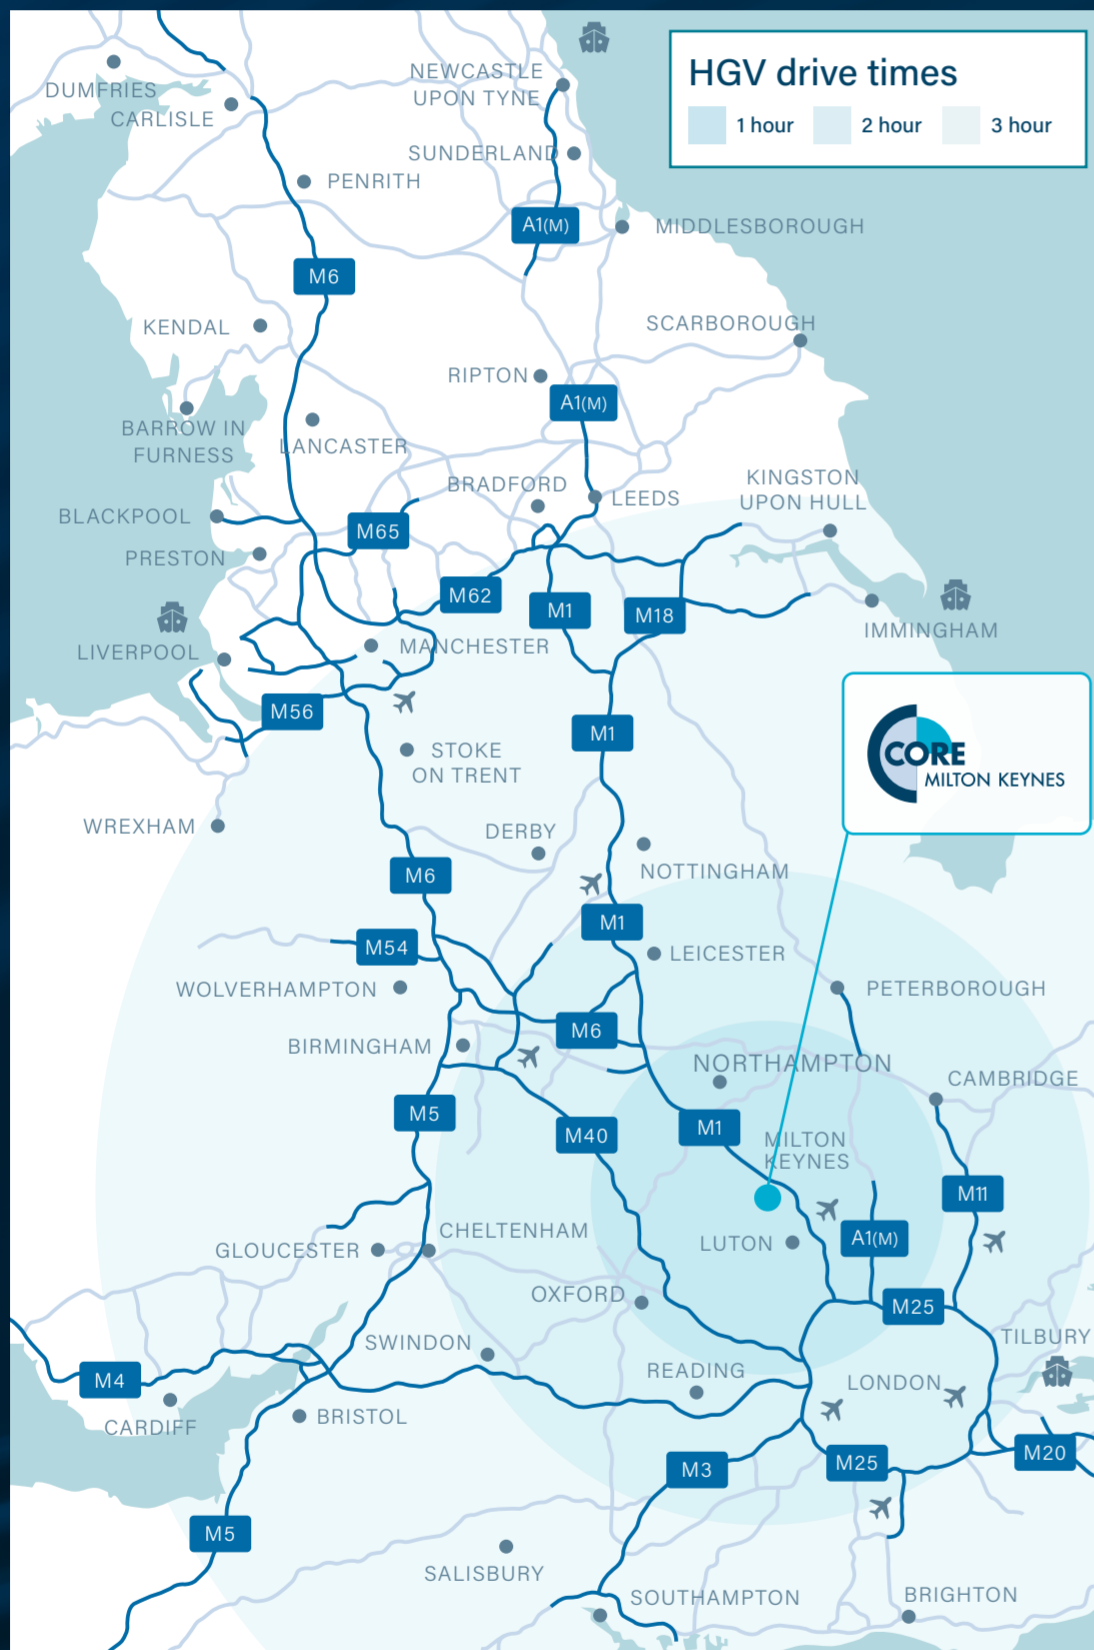 HGV drive times
1 hour
2 hour
3 hour
DUMFRIES
CARLISLE
NEWCASTLE
UPON TYNE
SUNDERLAND
PENRITH
A1(M)
MIDDLESBOROUGH
M6
KENDAL
SCARBOROUGH
RIPTON
A1(M)
BARROW IN
FURNESS
LANCASTER
BRADFORD
LEEDS
KINGSTON
UPON HULL
BLACKPOOL
M65
PRESTON
M62
M1
M18
IMMINGHAM
LIVERPOOL
MANCHESTER
M56
M1
STOKE
ON TRENT
CORE
MILTON KEYNES
WREXHAM
DERBY
NOTTINGHAM
M6
M1
M54
LEICESTER
WOLVERHAMPTON
PETERBOROUGH
M6
BIRMINGHAM
NORTHAMPTON
CAMBRIDGE
M5
M40
M1
MILTON
KEYNES
M11
CHELTENHAM
GLOUCESTER
LUTON
A1(M)
OXFORD
M25
SWINDON
TILBURY
M4
READING
LONDON
CARDIFF
BRISTOL
M3
M25
M20
M5
SALISBURY
SOUTHAMPTON
BRIGHTON